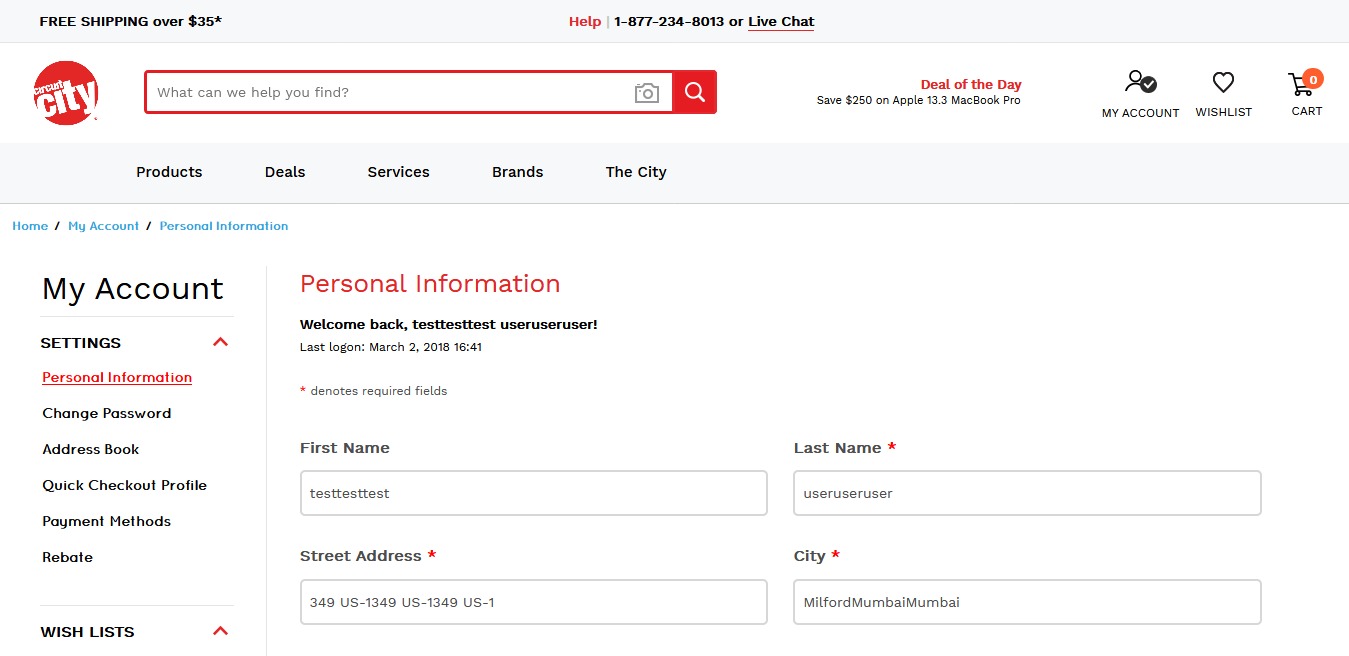 FREE SHIPPING over $35*
Help | 1-877-234-8013 or Live Chat
circuit
city
What can we help you find?
Deal of the Day
Save $250 on Apple 13.3 MacBook Pro
MY ACCOUNT
WISHLIST
0
CART
Products
Deals
Services
Brands
The City
Home / My Account / Personal Information
My Account
SETTINGS
Personal Information
Change Password
Address Book
Quick Checkout Profile
Payment Methods
Rebate
WISH LISTS
Personal Information
Welcome back, testtesttest useruseruser!
Last logon: March 2, 2018 16:41
* denotes required fields
First Name
Last Name *
testtesttest
useruseruser
Street Address *
City *
349 US-1349 US-1349 US-1
MilfordMumbaiMumbai